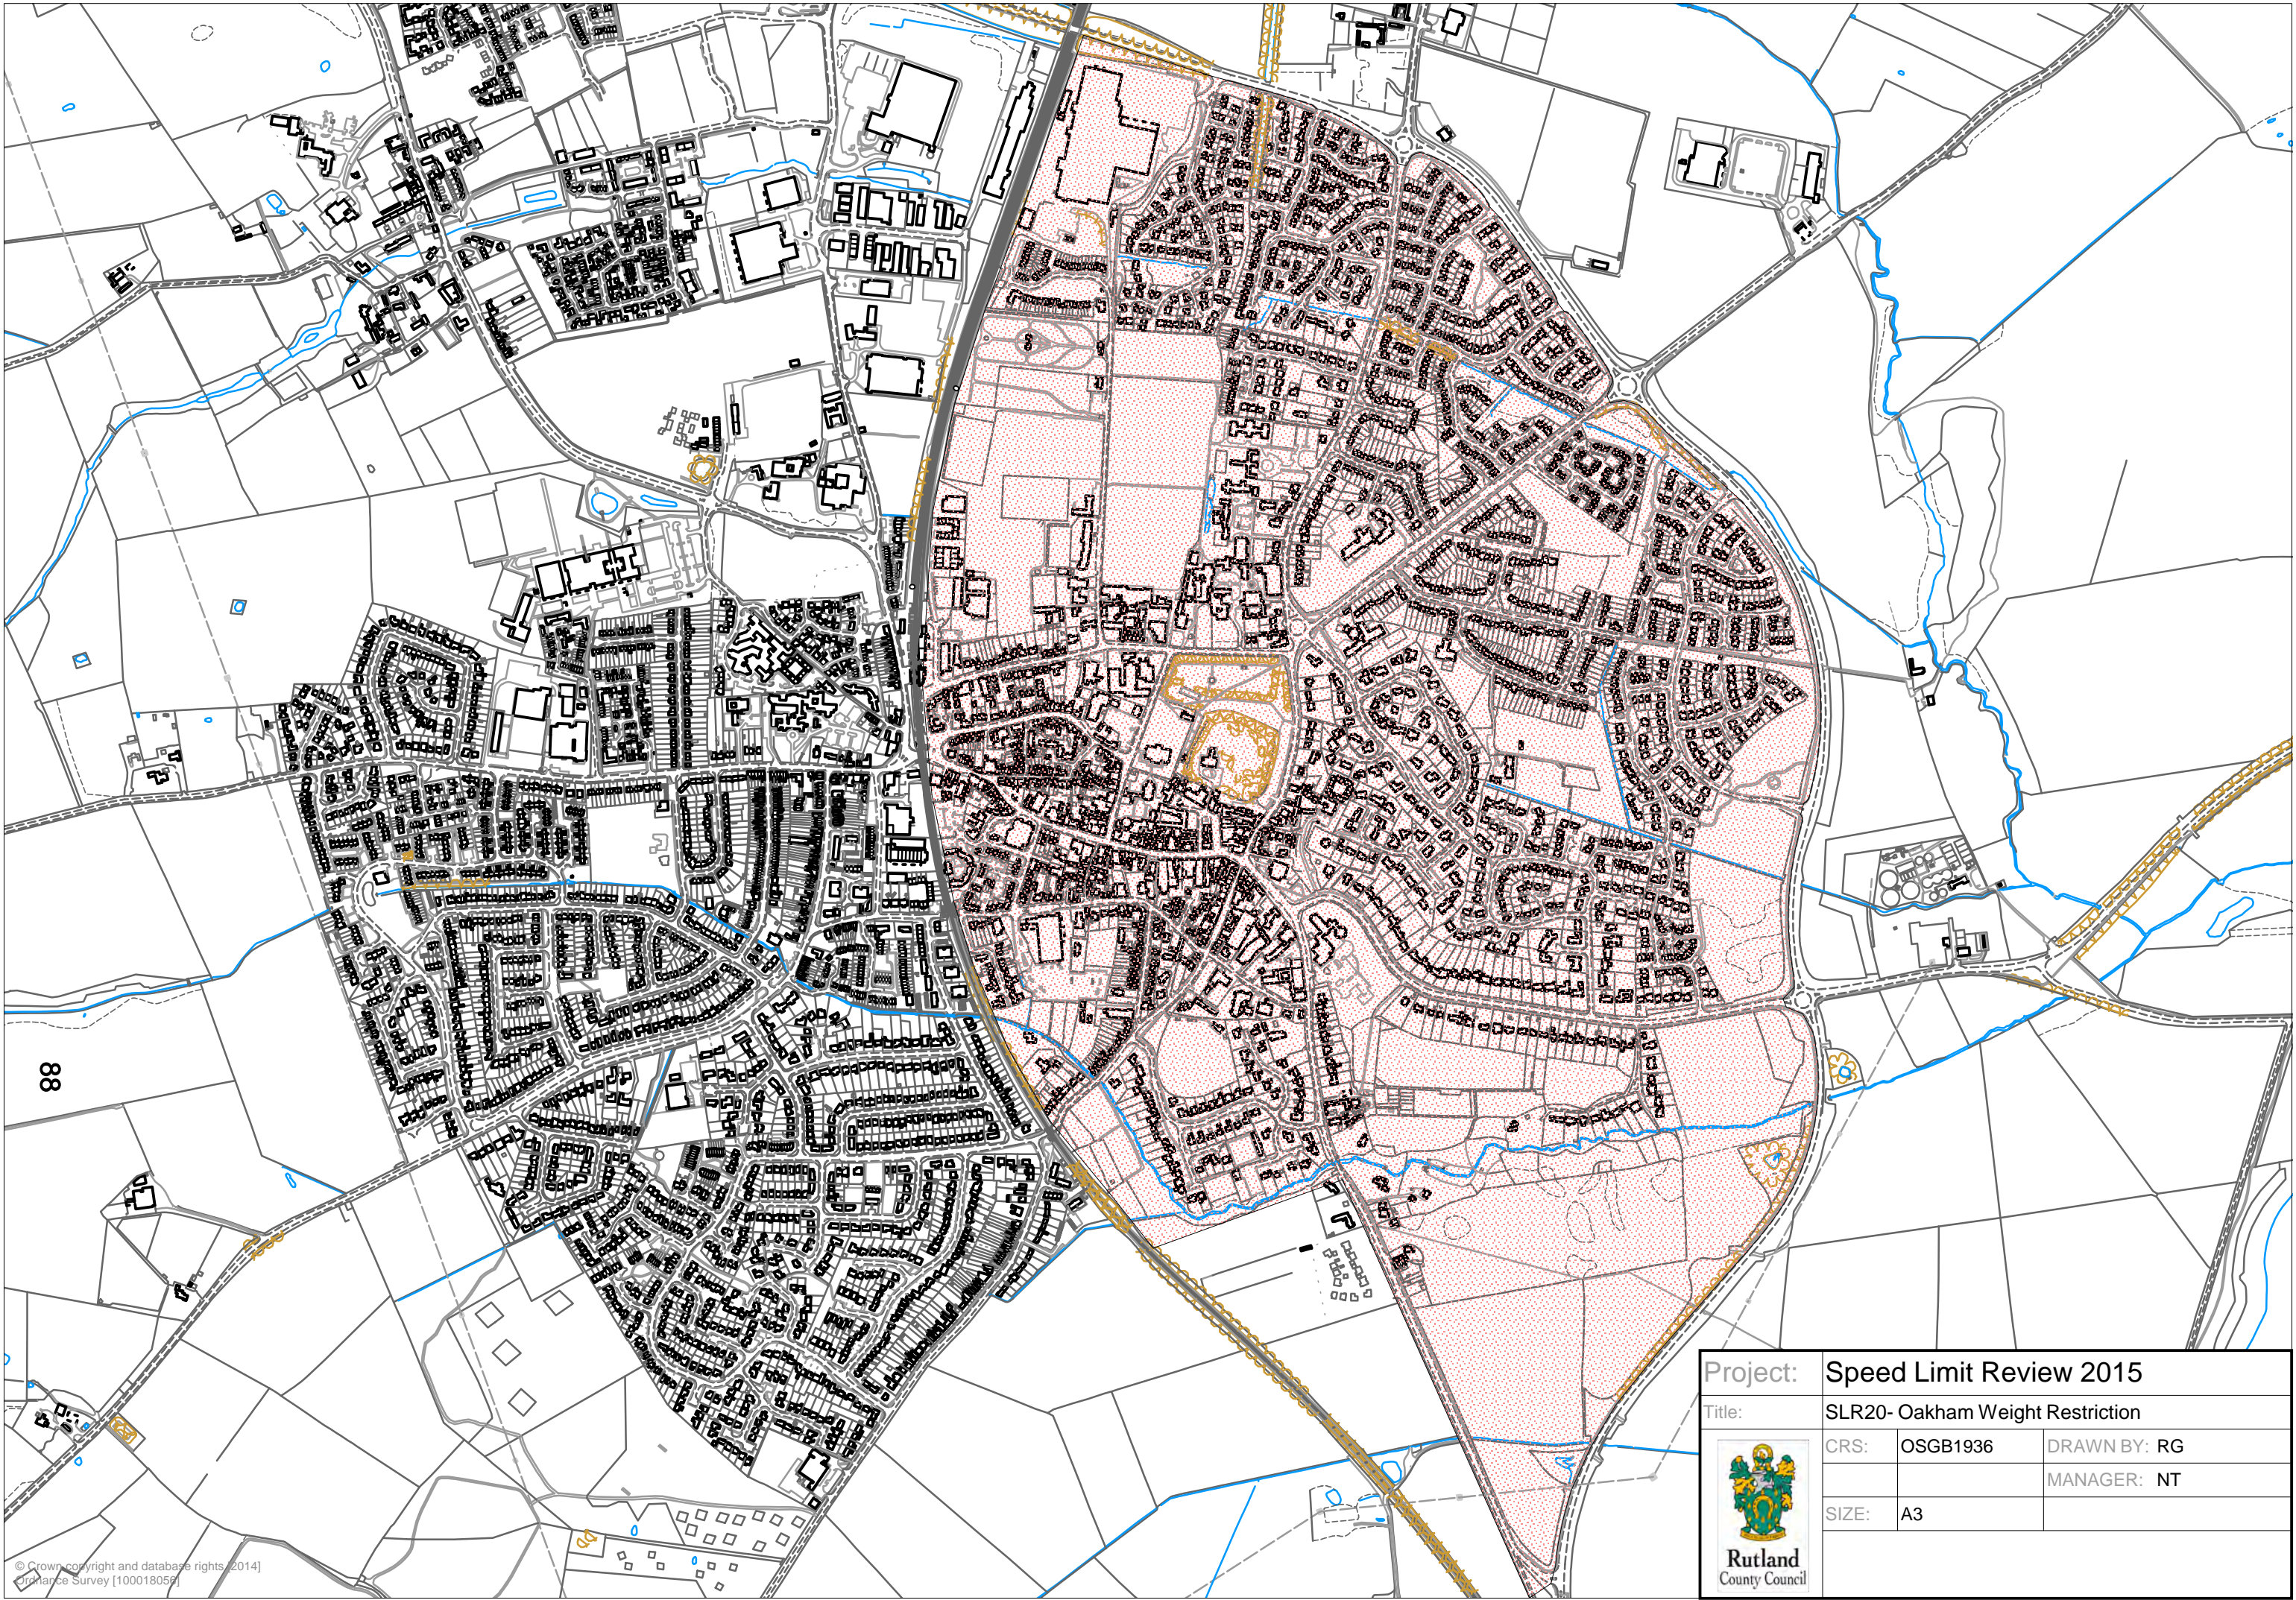 88
© Crown copyright and database rights [2014]
Ordnance Survey [100018056]
Project: Speed Limit Review 2015
Title: SLR20- Oakham Weight Restriction
CRS: OSGB1936 DRAWN BY: RG
MANAGER: NT
SIZE: A3
Rutland
County Council